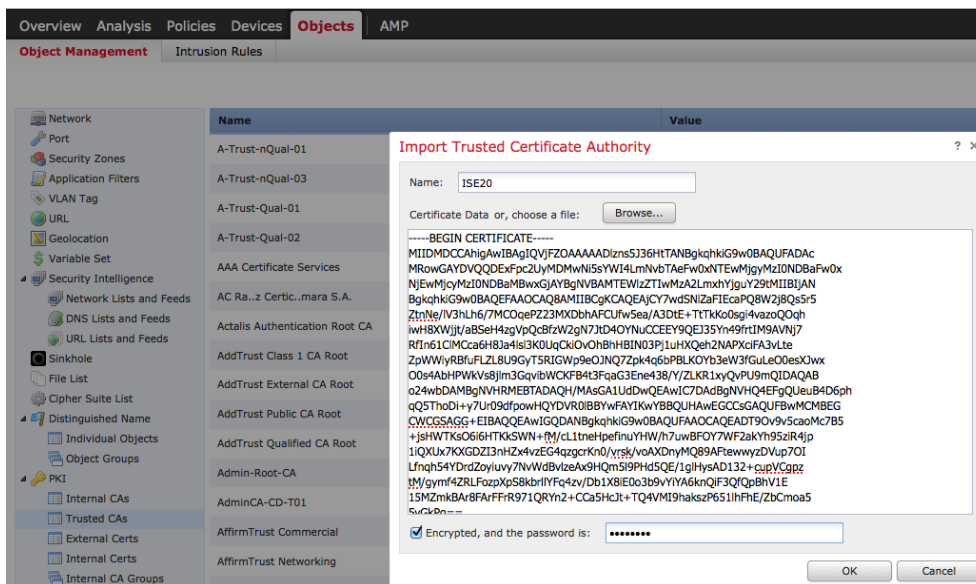 Overview Analysis Policies Devices Objects AMP
Object Management Intrusion Rules
Network
Port
Security Zones
Application Filters
VLAN Tag
URL
Geolocation
Variable Set
Security Intelligence
Network Lists and Feeds
DNS Lists and Feeds
URL Lists and Feeds
Sinkhole
File List
Cipher Suite List
Distinguished Name
Individual Objects
Object Groups
PKI
Internal CAs
Trusted CAs
External Certs
Internal Certs
Internal CA Groups
Name Value
A-Trust-nQual-01
A-Trust-nQual-03
A-Trust-Qual-01
A-Trust-Qual-02
AAA Certificate Services
AC Ra..z Certic..mara S.A.
Actalis Authentication Root CA
AddTrust Class 1 CA Root
AddTrust External CA Root
AddTrust Public CA Root
AddTrust Qualified CA Root
Admin-Root-CA
AdminCA-CD-T01
AffirmTrust Commercial
AffirmTrust Networking
Import Trusted Certificate Authority ? X
Name: ISE20
Certificate Data or, choose a file: Browse...
-----BEGIN CERTIFICATE-----
MIIDMDCCAhigAwIBAgIQVjFZOAAAAADlzns5J36HtTANBgkqhkiG9w0BAQUFADAc
MRowGAYDVQQDExFpc2UyMDMwNi5sYWI4LmNvbTAeFw0xNTEwMjgyMzI0NDBaFw0x
NjEwMjcyMzI0NDBaMBwxGjAYBgNVBAMTEWlzZTIwMzA2LmxhYjguY29tMIIBIjAN
BgkqhkiG9w0BAQEFAAOCAQ8AMIIBCgKCAQEAjCY7wdSNlZaFIEcaPQ8W2j8Qs5r5
ZtnNe/lV3hLh6/7MCOqePZ23MXDbhAFCUfw5ea/A3DtE+TtTkKo0sgi4vazoQOqh
iwH8XWjjt/aBSeH4zgVpQcBfzW2gN7JtD4OYNuCCEEY9QEJ35Yn49frtIM9AVNj7
RfIn61ClMCca6H8Ja4lsl3K0UqCkiOvOhBhHBIN03Pj1uHXQeh2NAPXciFA3vLte
ZpWWiyRBfuFLZL8U9GyT5RIGWp9eOJNQ7Zpk4q6bPBLKOYb3eW3fGuLeO0esXJwx
O0s4AbHPWkVs8jlm3GqvibWCKFB4t3FqaG3Ene438/Y/ZLKR1xyQvPU9mQIDAQAB
o24wbDAMBgNVHRMEBTADAQH/MAsGA1UdDwQEAwIC7DAdBgNVHQ4EFgQUeuB4D6ph
qQ5ThoDi+y7Ur09dfpowHQYDVR0lBBYwFAYIKwYBBQUHAwEGCCsGAQUFBwMCMBEG
CWCGSAGG+EIBAQQEAwIGQDANBgkqhkiG9w0BAQUFAAOCAQEADT9Ov9v5caoMc7B5
+jsHWTKsO6i6HTKkSWN+fM/cL1tneHpefinuYHW/h7uwBFOY7WF2akYh95ziR4jp
1iQXUx7KXGDZI3nHZx4vzEG4qzgcrKn0/vrsk/voAXDnyMQ89AFtewwyzDVup7OI
Lfnqh54YDrdZoyiuvy7NvWdBvlzeAx9HQm5l9PHd5QE/1glHysAD132+cupVCgpz
tM/gymf4ZRLFozpXpS8kbrllYFq4zv/Db1X8iE0o3b9vYiYA6knQiF3QfQpBhV1E
15MZmkBAr8FArFFrR971QRYn2+CCa5HcJt+TQ4VMI9hakszP651lhFhE/ZbCmoa5
5vGkPg==
Encrypted, and the password is: ••••••••
OK Cancel